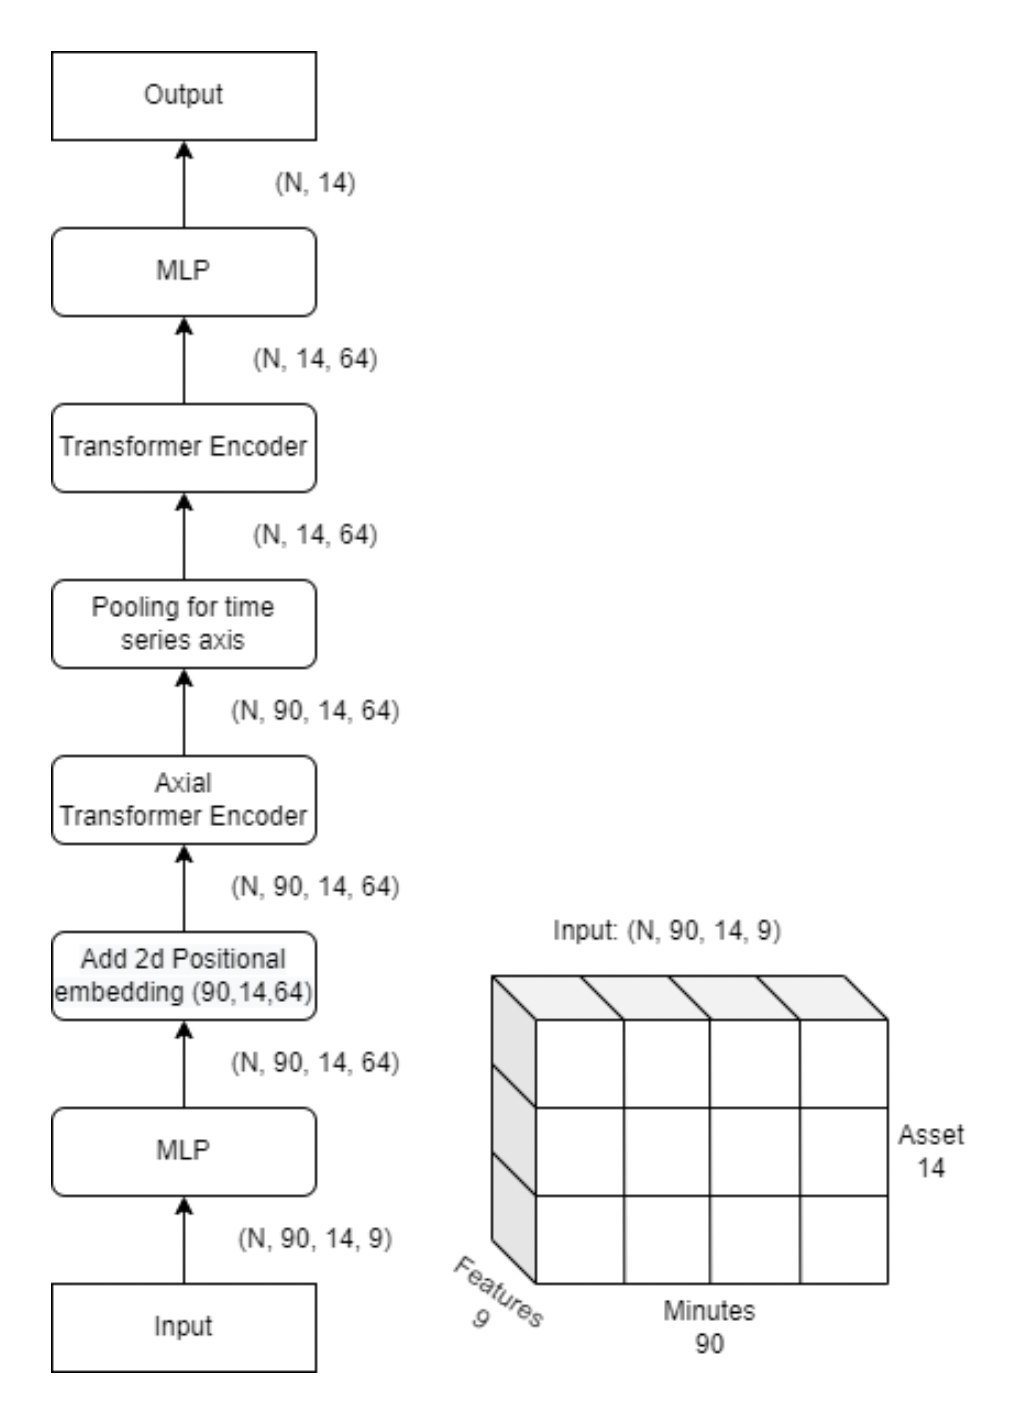 Output
(N, 14)
MLP
(N, 14, 64)
Transformer Encoder
(N, 14, 64)
Pooling for time
series axis
(N, 90, 14, 64)
Axial
Transformer Encoder
(N, 90, 14, 64)
Add 2d Positional
embedding (90,14,64)
(N, 90, 14, 64)
MLP
(N, 90, 14, 9)
Input
Input: (N, 90, 14, 9)
Asset
14
Features
9
Minutes
90